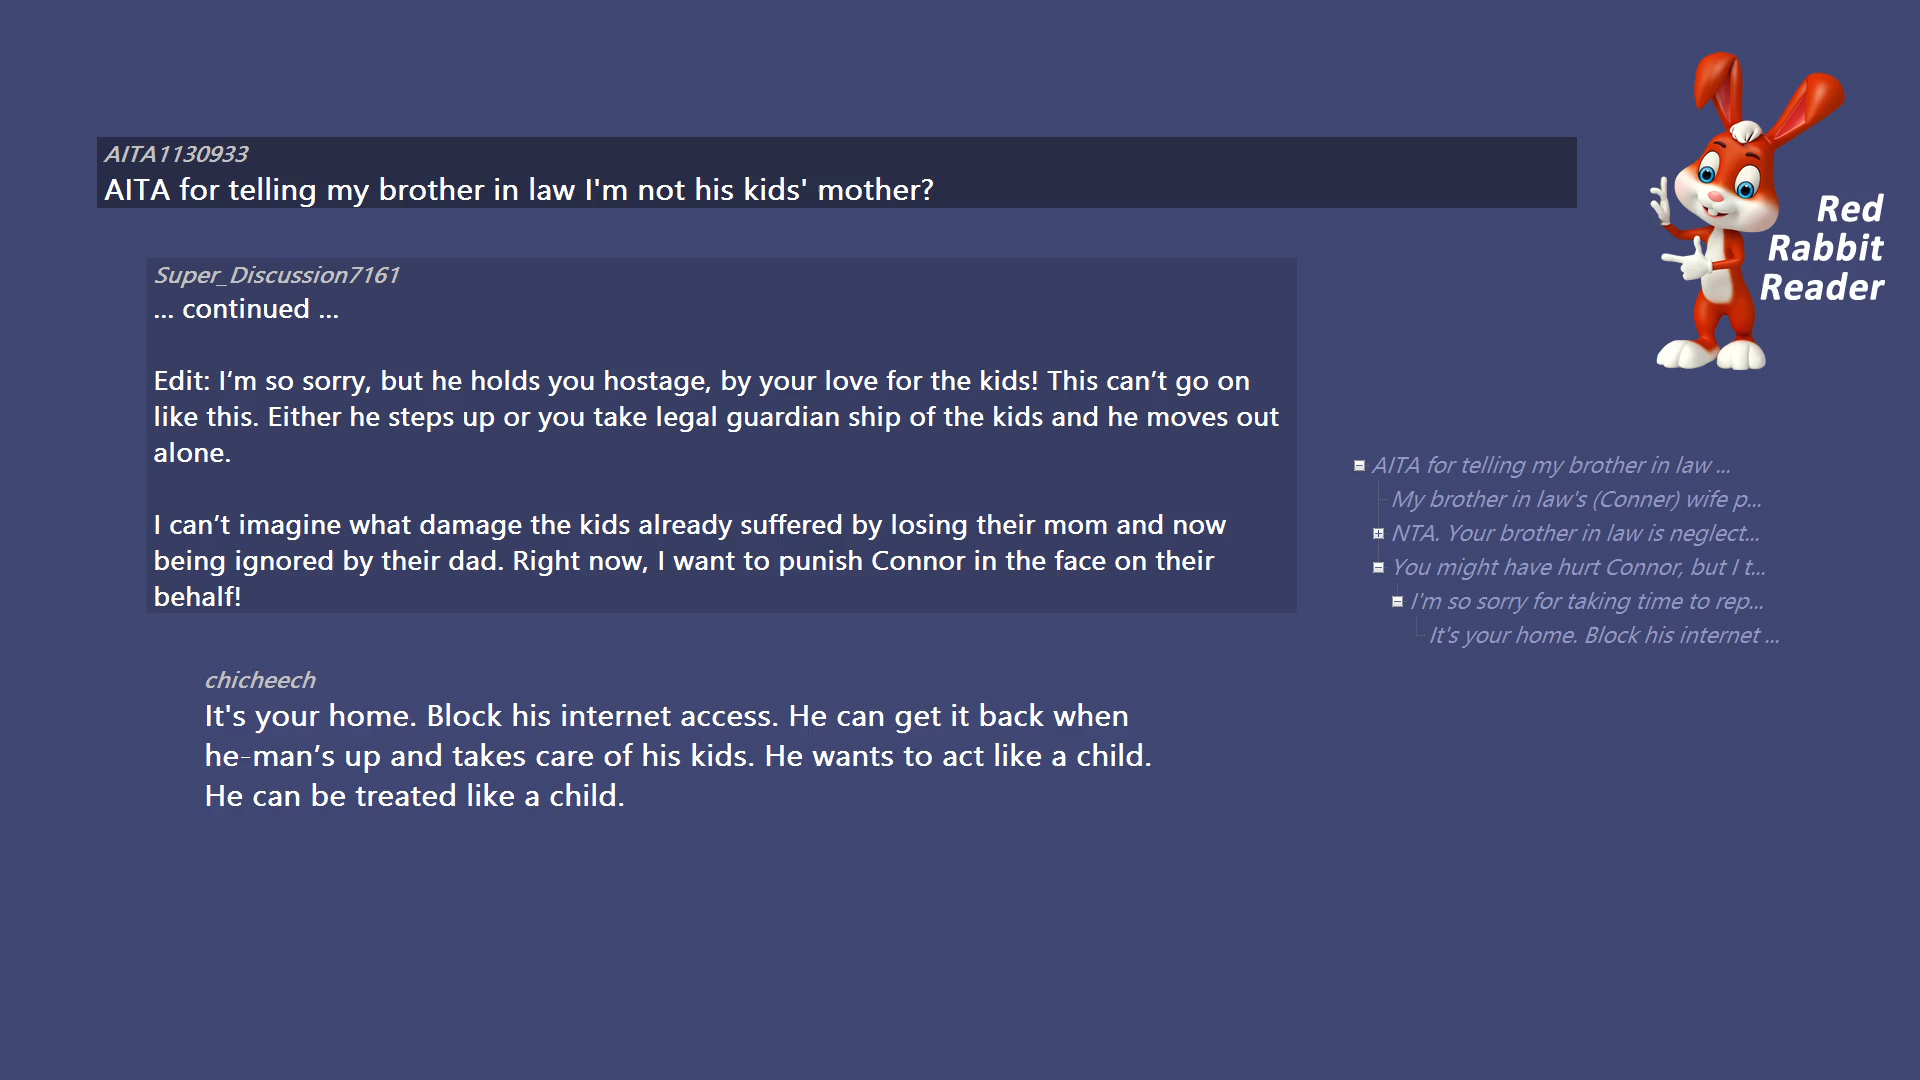 AITA1130933
AITA for telling my brother in law I'm not his kids' mother?
Super_Discussion7161
... continued ...
Edit: I’m so sorry, but he holds you hostage, by your love for the kids! This can’t go on
like this. Either he steps up or you take legal guardian ship of the kids and he moves out
alone.
I can’t imagine what damage the kids already suffered by losing their mom and now
being ignored by their dad. Right now, I want to punish Connor in the face on their
behalf!
chicheech
It's your home. Block his internet access. He can get it back when
he-man’s up and takes care of his kids. He wants to act like a child.
He can be treated like a child.
Red
Rabbit
Reader
AITA for telling my brother in law ...
My brother in law's (Conner) wife p...
NTA. Your brother in law is neglect...
You might have hurt Connor, but I t...
I'm so sorry for taking time to rep...
It's your home. Block his internet ...